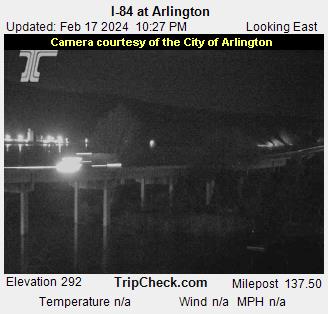 I-84 at Arlington
Updated: Feb 17 2024 10:27 PM Looking East
Camera courtesy of the City of Arlington
Elevation 292 TripCheck.com Milepost 137.50
Temperature n/a Wind n/a MPH n/a